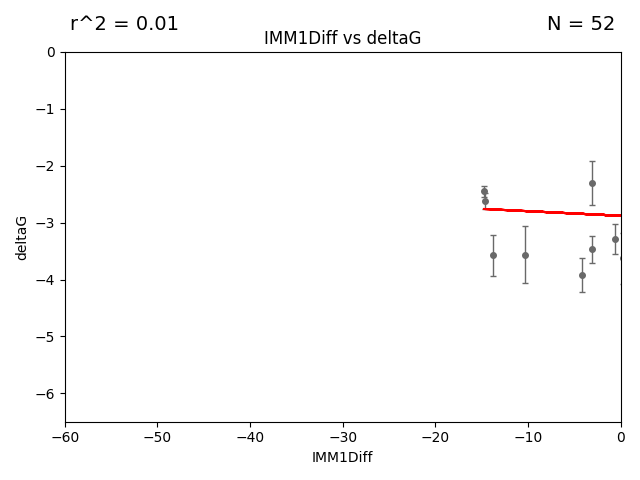 r^2 = 0.01
N = 52
IMM1Diff vs deltaG
0
−1
−2
−3
−4
−5
−6
deltaG
−60 −50 −40 −30 −20 −10 0
IMM1Diff